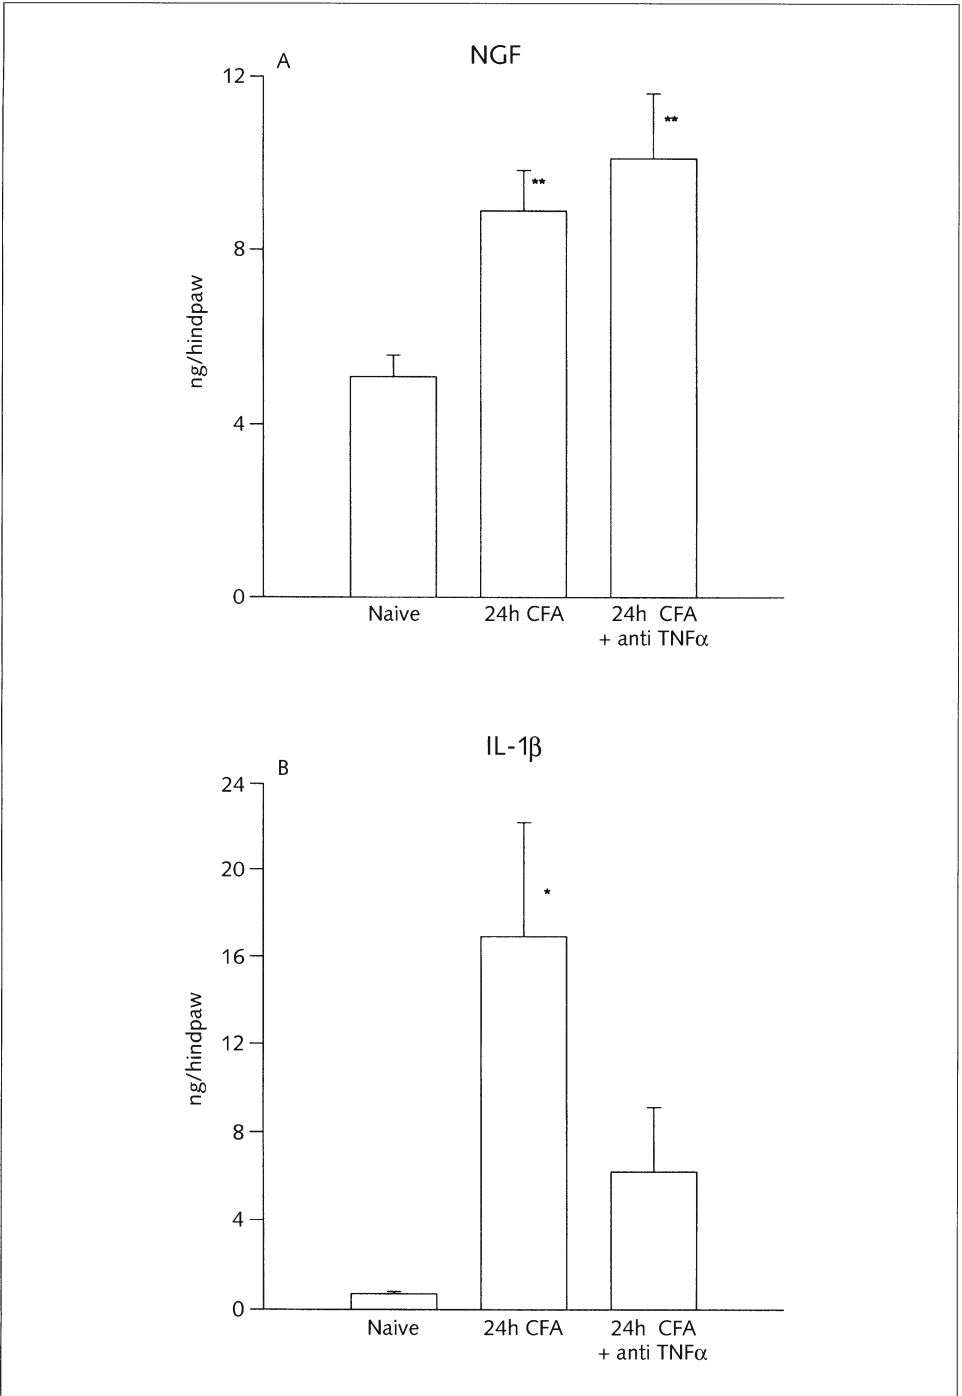 A
NGF
12
**
**
8
ng/hindpaw
4
0
Naive
24h CFA
24h CFA
+ anti TNFα
IL-1β
B
24
20
*
16
ng/hindpaw
12
8
4
0
Naive
24h CFA
24h CFA
+ anti TNFα